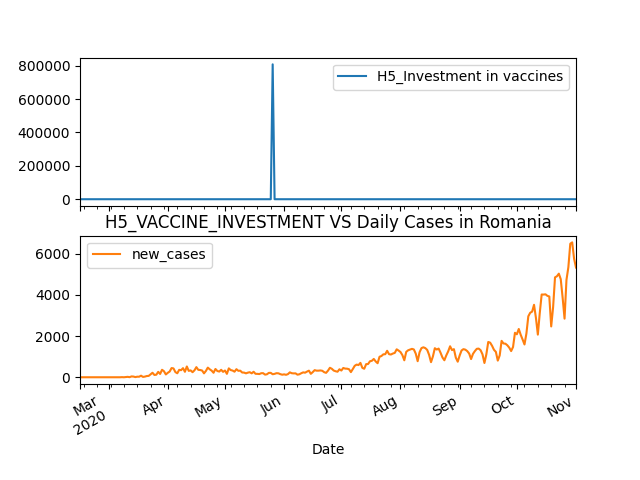 800000
600000
400000
200000
0
H5_Investment in vaccines
H5_VACCINE_INVESTMENT VS Daily Cases in Romania
6000
4000
2000
0
new_cases
Mar
2020
Apr
May
Jun
Jul
Aug
Sep
Oct
Nov
Date